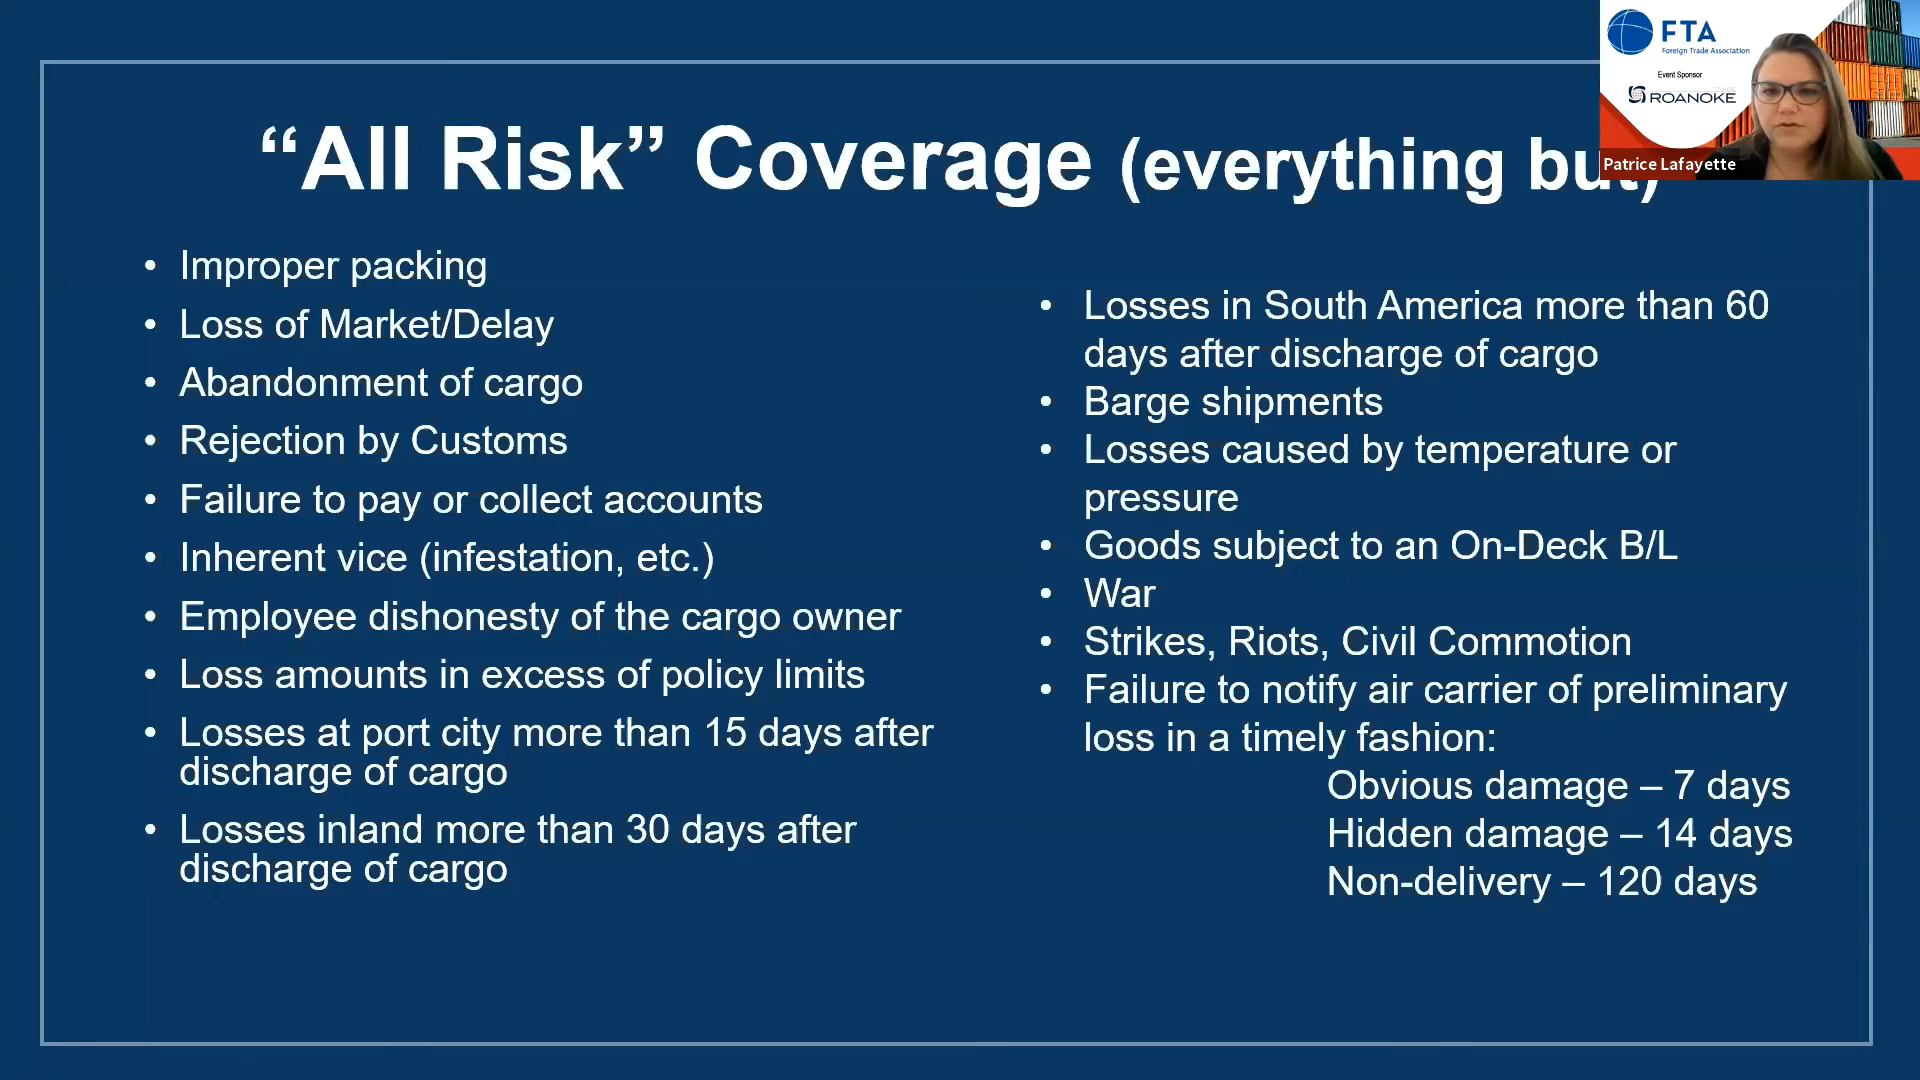 FTA
Foreign Trade Association
Event Sponsor
ROANOKE
Patrice Lafayette
“All Risk” Coverage (everything but)
• Improper packing
• Loss of Market/Delay
• Abandonment of cargo
• Rejection by Customs
• Failure to pay or collect accounts
• Inherent vice (infestation, etc.)
• Employee dishonesty of the cargo owner
• Loss amounts in excess of policy limits
• Losses at port city more than 15 days after
discharge of cargo
• Losses inland more than 30 days after
discharge of cargo
• Losses in South America more than 60
days after discharge of cargo
• Barge shipments
• Losses caused by temperature or
pressure
• Goods subject to an On-Deck B/L
• War
• Strikes, Riots, Civil Commotion
• Failure to notify air carrier of preliminary
loss in a timely fashion:
Obvious damage – 7 days
Hidden damage – 14 days
Non-delivery – 120 days